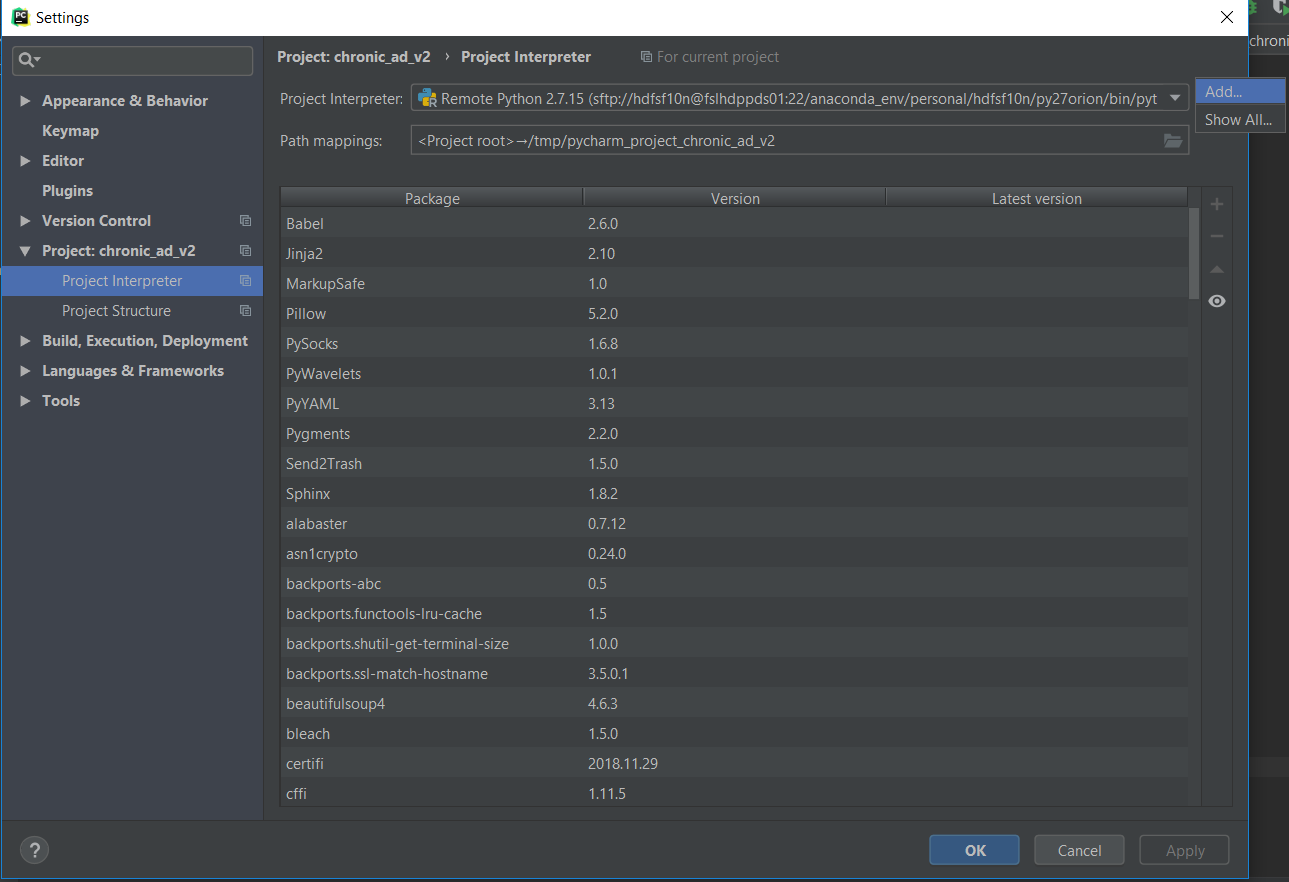 PC Settings
Project: chronic_ad_v2 › Project Interpreter For current project
chroni
Appearance & Behavior
Keymap
Editor
Plugins
Version Control
Project: chronic_ad_v2
Project Interpreter
Project Structure
Build, Execution, Deployment
Languages & Frameworks
Tools
Project Interpreter: Remote Python 2.7.15 (sftp://hdfsf10n@fslhdppds01:22/anaconda_env/personal/hdfsf10n/py27orion/bin/pyt
Add...
Show All...
Path mappings: <Project root>→/tmp/pycharm_project_chronic_ad_v2
Package Version Latest version
Babel 2.6.0
Jinja2 2.10
MarkupSafe 1.0
Pillow 5.2.0
PySocks 1.6.8
PyWavelets 1.0.1
PyYAML 3.13
Pygments 2.2.0
Send2Trash 1.5.0
Sphinx 1.8.2
alabaster 0.7.12
asn1crypto 0.24.0
backports-abc 0.5
backports.functools-lru-cache 1.5
backports.shutil-get-terminal-size 1.0.0
backports.ssl-match-hostname 3.5.0.1
beautifulsoup4 4.6.3
bleach 1.5.0
certifi 2018.11.29
cffi 1.11.5
? OK Cancel Apply